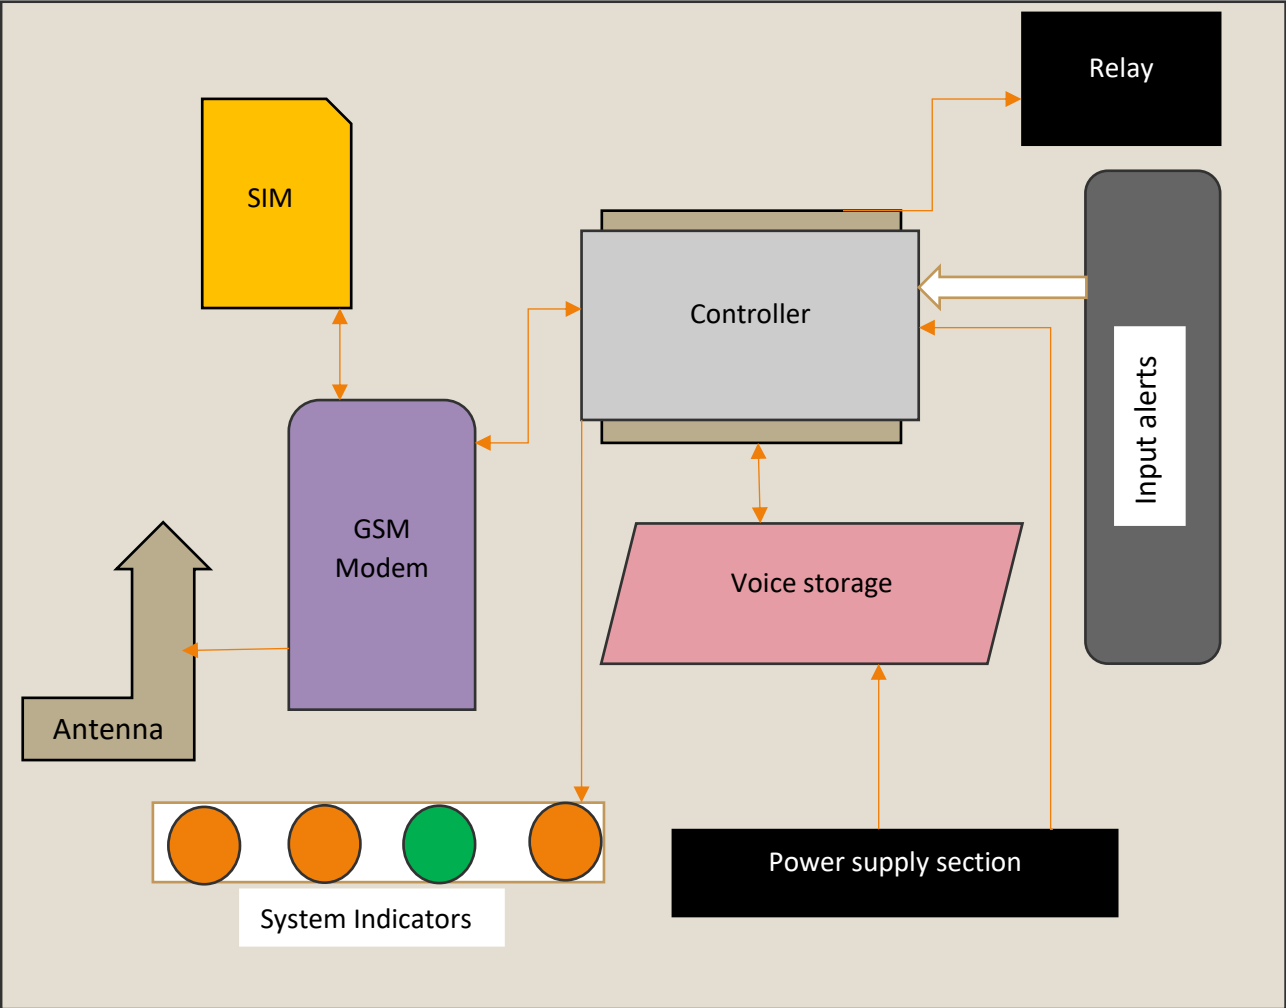 Relay
SIM
Controller
Input alerts
GSM
Modem
Voice storage
Antenna
Power supply section
System Indicators